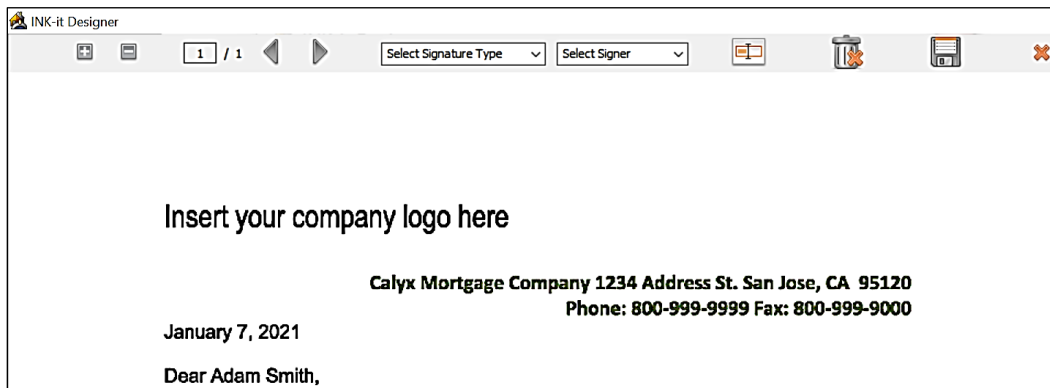 INK-it Designer
1 / 1 Select Signature Type Select Signer
Insert your company logo here
Calyx Mortgage Company 1234 Address St. San Jose, CA 95120
Phone: 800-999-9999 Fax: 800-999-9000
January 7, 2021
Dear Adam Smith,